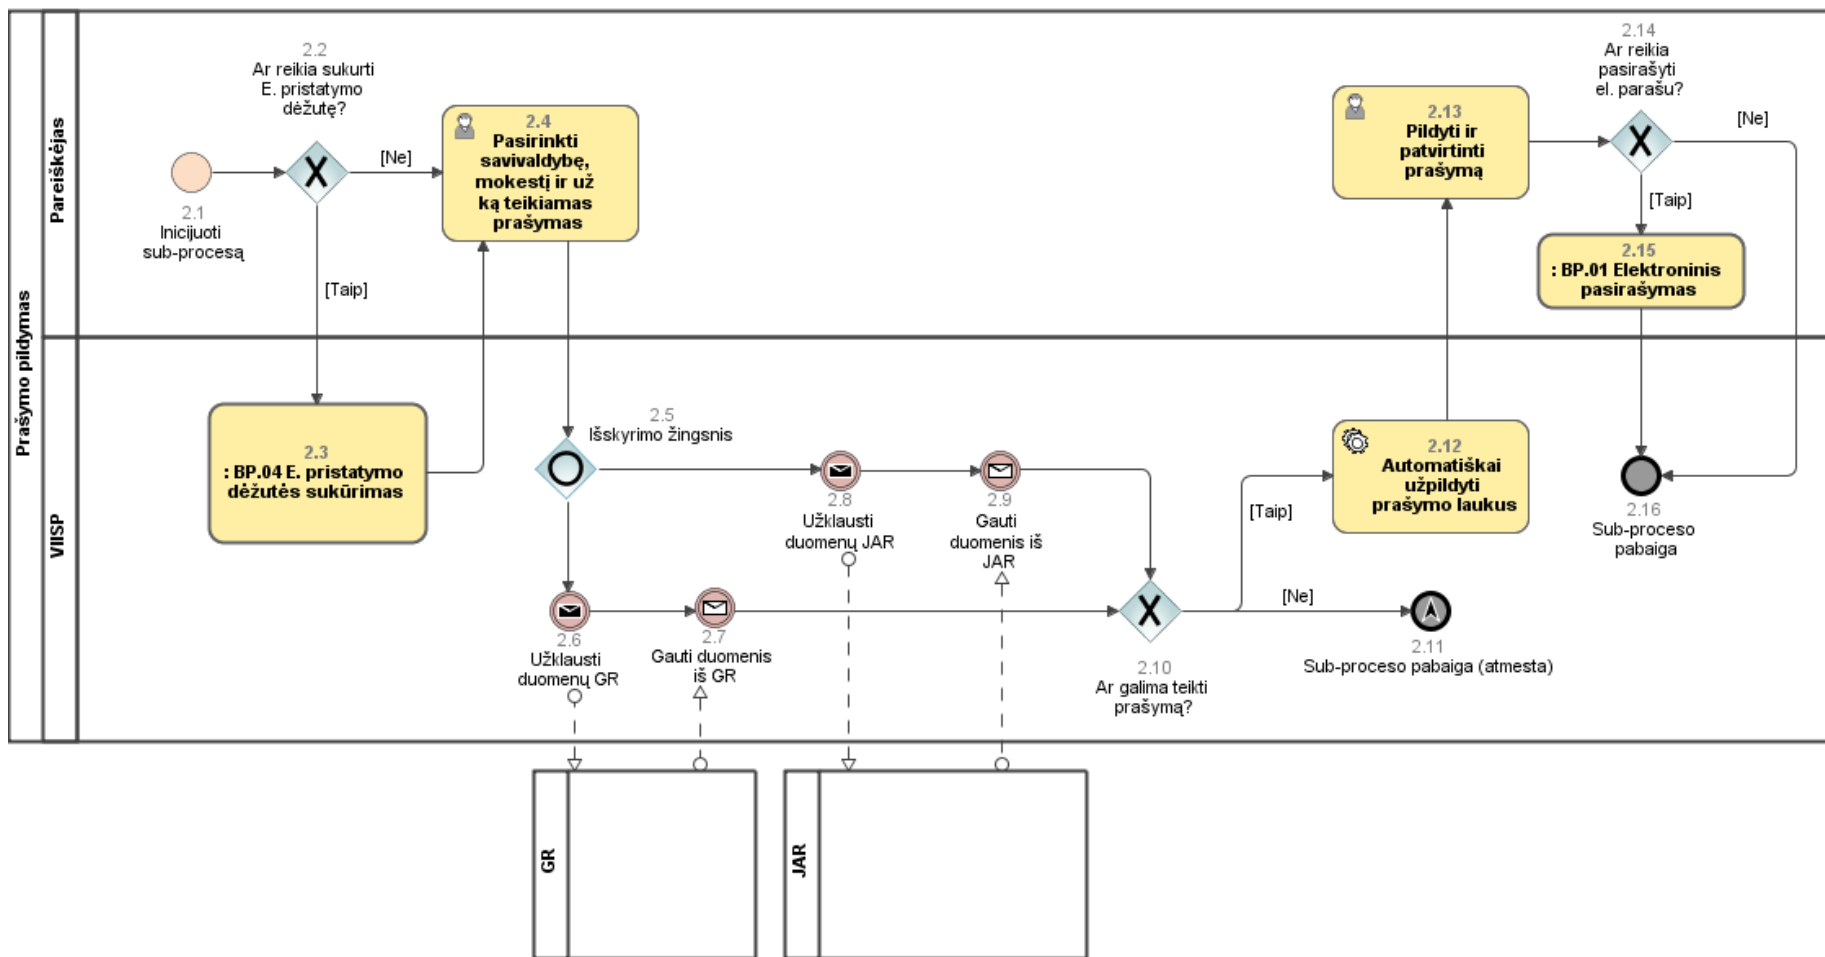 Prašymo pildymas
Pareiškėjas
VIISP
2.1
Inicijuoti
sub-procesą
2.2
Ar reikia sukurti
E. pristatymo
dėžutę?
[Ne]
[Taip]
2.3
: BP.04 E. pristatymo
dėžutės sukūrimas
2.4
Pasirinkti
savivaldybę,
mokestį ir už
ką teikiamas
prašymas
2.5
Išskyrimo žingsnis
2.6
Užklausti
duomenų GR
2.7
Gauti duomenis
iš GR
2.8
Užklausti
duomenų JAR
2.9
Gauti
duomenis iš
JAR
2.10
Ar galima teikti
prašymą?
[Taip]
[Ne]
2.11
Sub-proceso pabaiga (atmesta)
2.12
Automatiškai
užpildyti
prašymo laukus
2.13
Pildyti ir
patvirtinti
prašymą
2.14
Ar reikia
pasirašyti
el. parašu?
[Ne]
[Taip]
2.15
: BP.01 Elektroninis
pasirašymas
2.16
Sub-proceso
pabaiga
GR
JAR